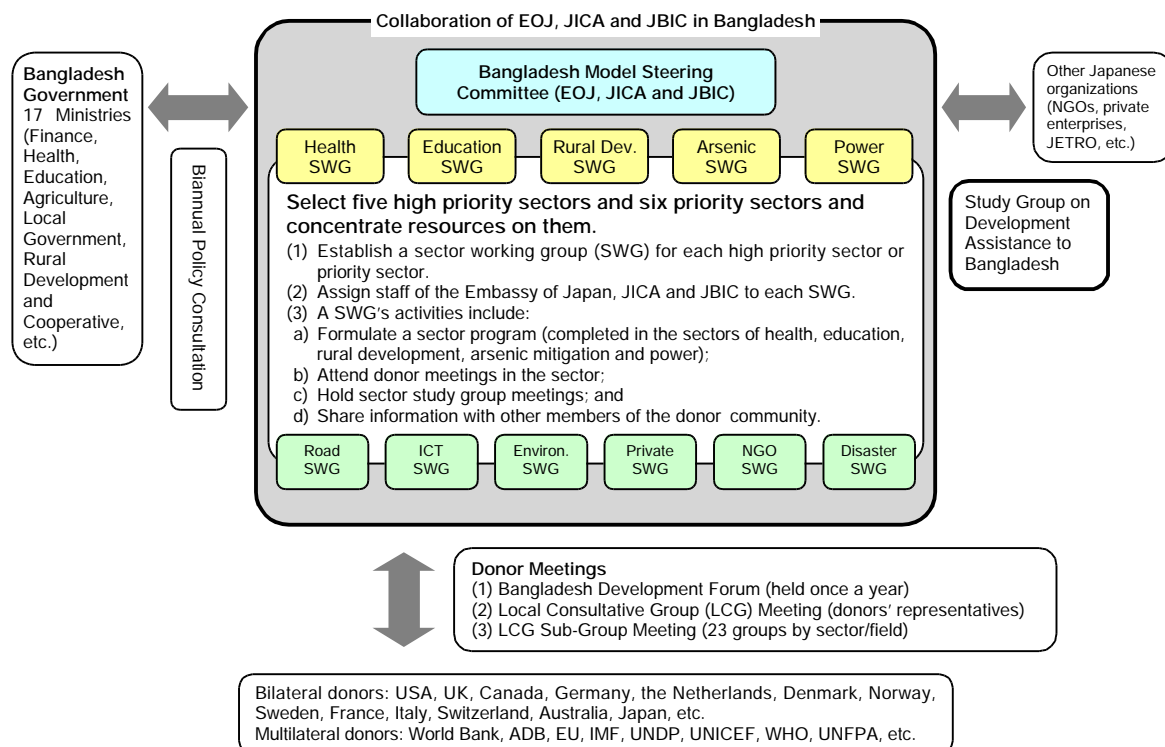 Collaboration of EOJ, JICA and JBIC in Bangladesh
Bangladesh
Government
17 Ministries
(Finance,
Health,
Education,
Agriculture,
Local
Government,
Rural
Development
and
Cooperative,
etc.)
Biannual Policy Consultation
Bangladesh Model Steering
Committee (EOJ, JICA and JBIC)
Other Japanese
organizations
(NGOs, private
enterprises,
JETRO, etc.)
Study Group on
Development
Assistance to
Bangladesh
Health
SWG
Education
SWG
Rural Dev.
SWG
Arsenic
SWG
Power
SWG
Select five high priority sectors and six priority sectors and
concentrate resources on them.
(1) Establish a sector working group (SWG) for each high priority sector or
priority sector.
(2) Assign staff of the Embassy of Japan, JICA and JBIC to each SWG.
(3) A SWG's activities include:
a) Formulate a sector program (completed in the sectors of health, education,
rural development, arsenic mitigation and power);
b) Attend donor meetings in the sector;
c) Hold sector study group meetings; and
d) Share information with other members of the donor community.
Road
SWG
ICT
SWG
Environ.
SWG
Private
SWG
NGO
SWG
Disaster
SWG
Donor Meetings
(1) Bangladesh Development Forum (held once a year)
(2) Local Consultative Group (LCG) Meeting (donors' representatives)
(3) LCG Sub-Group Meeting (23 groups by sector/field)
Bilateral donors: USA, UK, Canada, Germany, the Netherlands, Denmark, Norway,
Sweden, France, Italy, Switzerland, Australia, Japan, etc.
Multilateral donors: World Bank, ADB, EU, IMF, UNDP, UNICEF, WHO, UNFPA, etc.